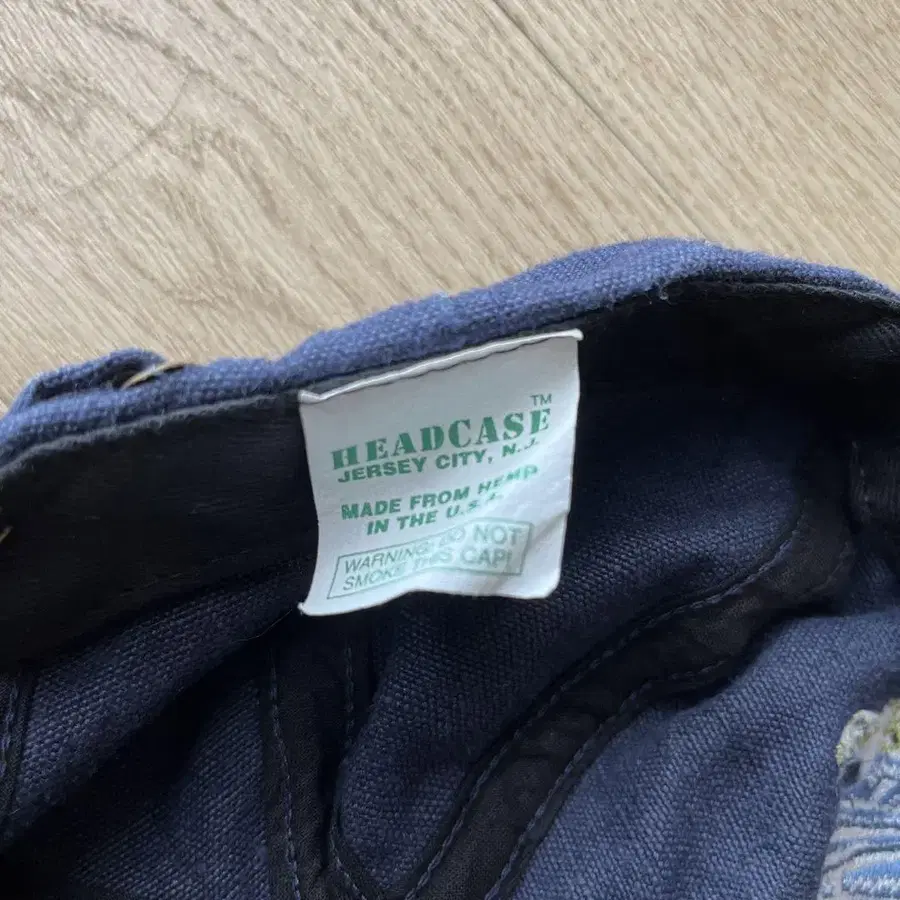 HEADCASE™
JERSEY CITY, N.J.
MADE FROM HEMP
IN THE U.S.A.
WARNING: DO NOT
SMOKE THIS CAP!